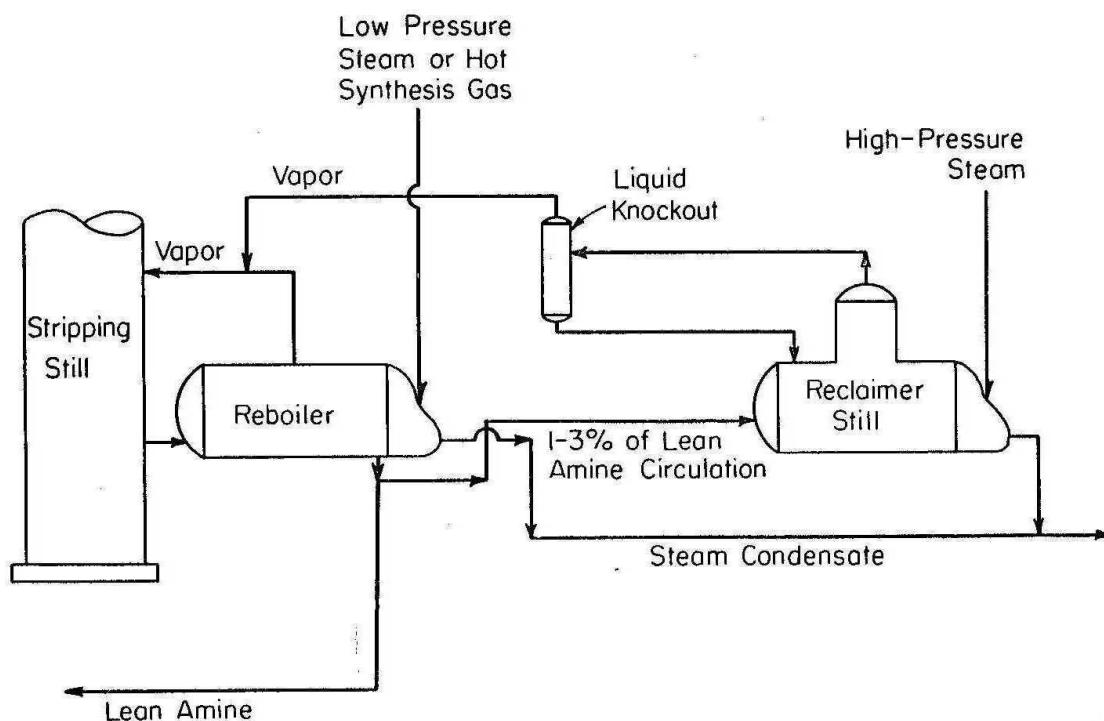 Low Pressure
Steam or Hot
Synthesis Gas
High-Pressure
Steam
Vapor
Liquid
Knockout
Vapor
Stripping
Still
Reboiler
Reclaimer
Still
1-3% of Lean
Amine Circulation
Steam Condensate
Lean Amine